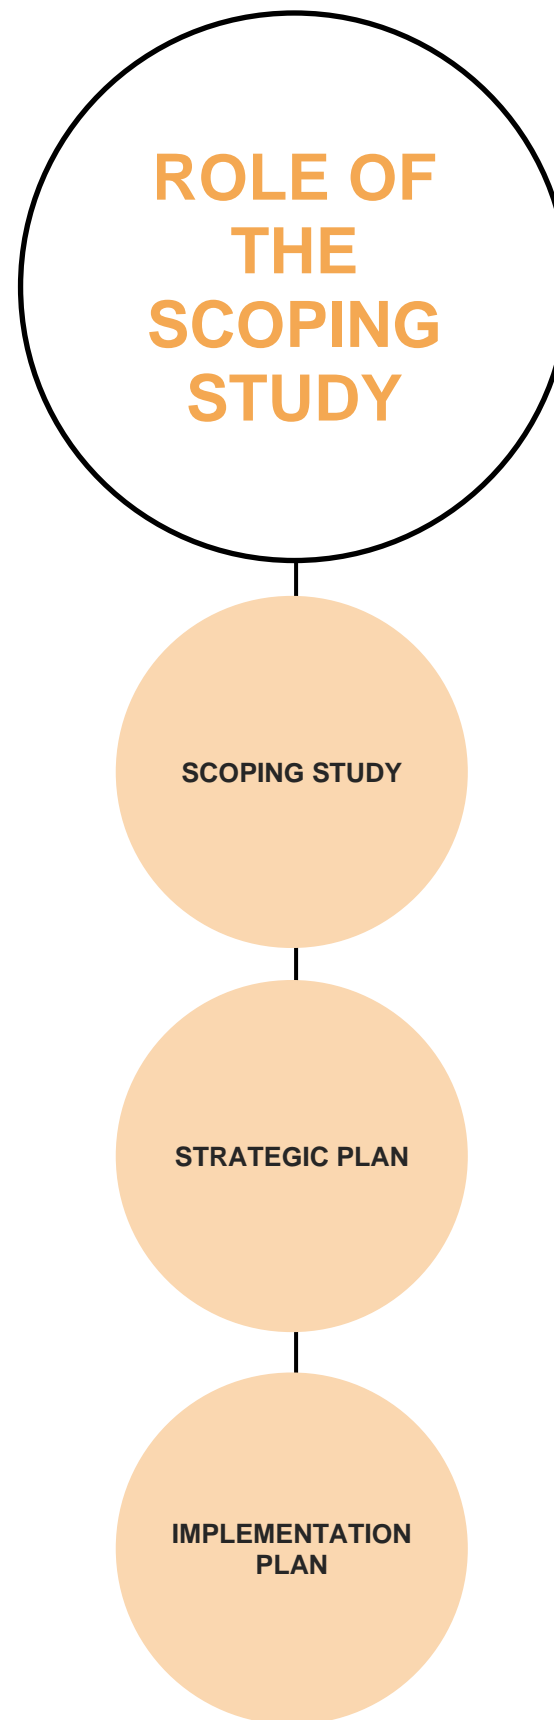 ROLE OF
THE
SCOPING
STUDY
SCOPING STUDY
STRATEGIC PLAN
IMPLEMENTATION
PLAN